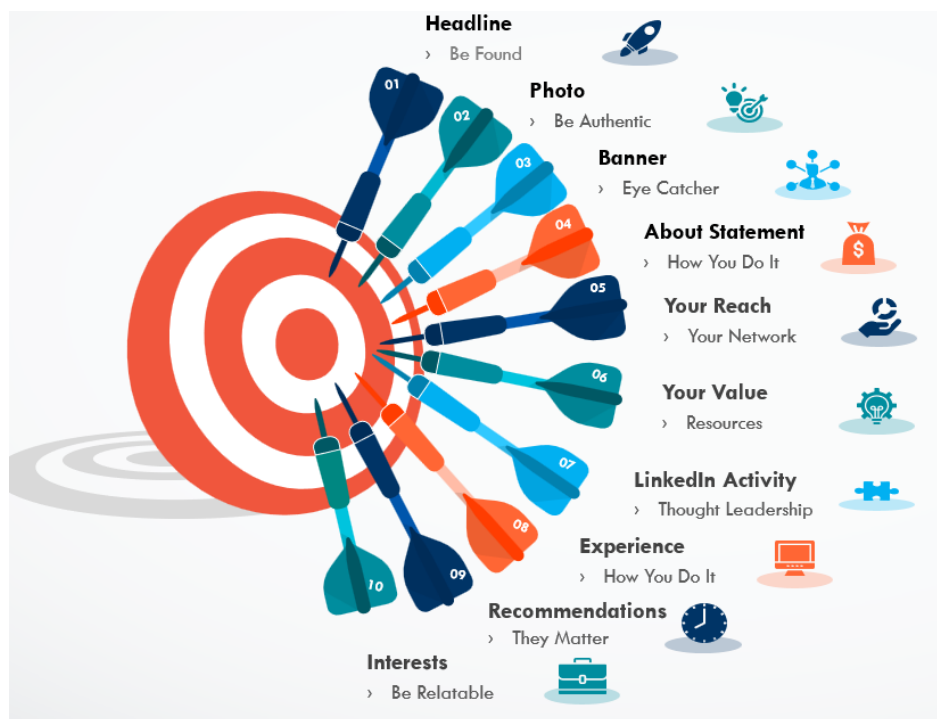 Headline
› Be Found
01
Photo
› Be Authentic
02
Banner
› Eye Catcher
03
About Statement
› How You Do It
04
$
Your Reach
› Your Network
05
Your Value
› Resources
06
LinkedIn Activity
› Thought Leadership
07
Experience
› How You Do It
08
Recommendations
› They Matter
09
Interests
› Be Relatable
10